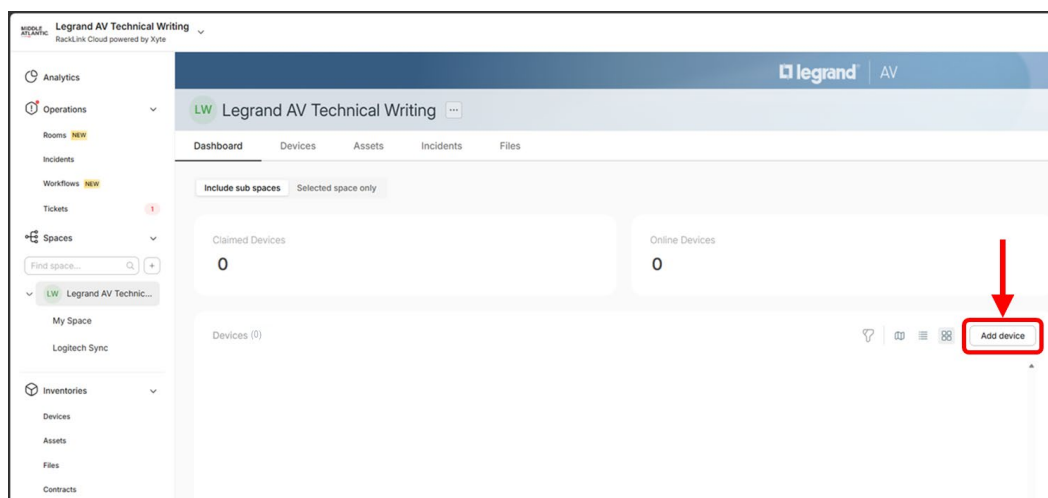 MIDDLE ATLANTIC
Legrand AV Technical Writing
RackLink Cloud powered by Xyte
Analytics
Operations
Rooms NEW
Incidents
Workflows NEW
Tickets 1
Spaces
Find space... +
LW Legrand AV Technic...
My Space
Logitech Sync
Inventories
Devices
Assets
Files
Contracts
legrand® AV
LW Legrand AV Technical Writing ...
Dashboard Devices Assets Incidents Files
Include sub spaces Selected space only
Claimed Devices
0
Online Devices
0
Devices (0)
Add device